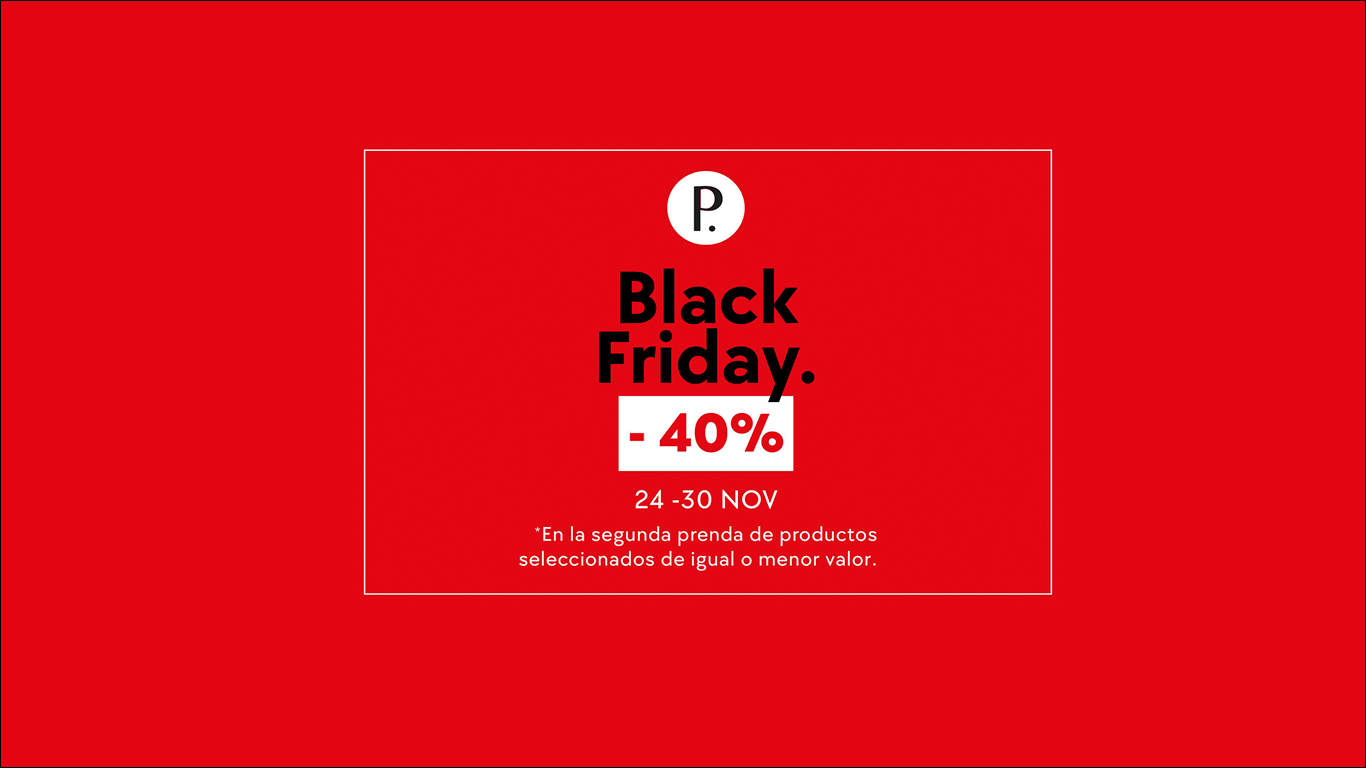 P.
Black
Friday.
- 40%
24 -30 NOV
*En la segunda prenda de productos
seleccionados de igual o menor valor.